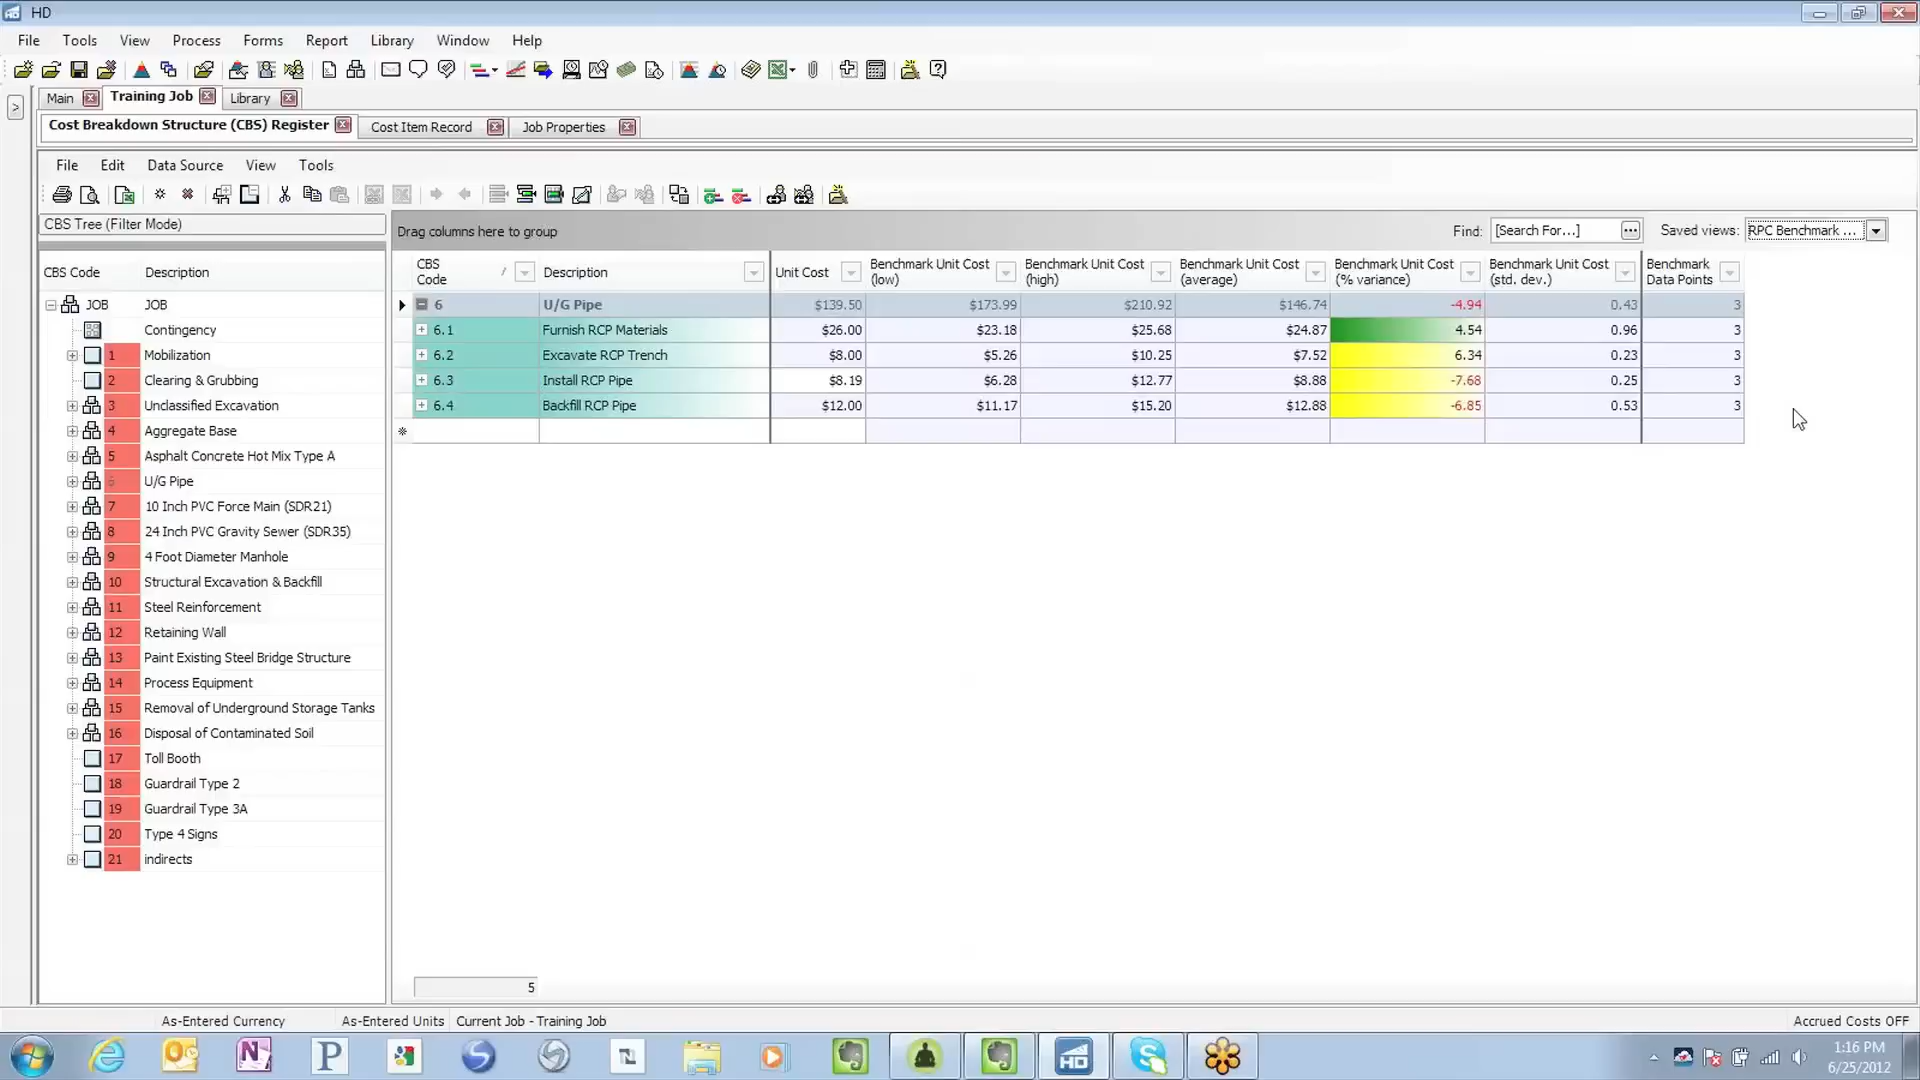 HD
File Tools View Process Forms Report Library Window Help
Main Training Job Library
Cost Breakdown Structure (CBS) Register Cost Item Record Job Properties
File Edit Data Source View Tools
CBS Tree (Filter Mode)
Drag columns here to group Find: [Search For...] Saved views: RPC Benchmark ...
CBS Code Description
CBS Code Description Unit Cost Benchmark Unit Cost (low) Benchmark Unit Cost (high) Benchmark Unit Cost (average) Benchmark Unit Cost (% variance) Benchmark Unit Cost (std. dev.) Benchmark Data Points
6 U/G Pipe $139.50 $173.99 $210.92 $146.74 -4.94 0.43 3
6.1 Furnish RCP Materials $26.00 $23.18 $25.68 $24.87 4.54 0.96 3
6.2 Excavate RCP Trench $8.00 $5.26 $10.25 $7.52 6.34 0.23 3
6.3 Install RCP Pipe $8.19 $6.28 $12.77 $8.88 -7.68 0.25 3
6.4 Backfill RCP Pipe $12.00 $11.17 $15.20 $12.88 -6.85 0.53 3
JOB JOB
Contingency
1 Mobilization
2 Clearing & Grubbing
3 Unclassified Excavation
4 Aggregate Base
5 Asphalt Concrete Hot Mix Type A
6 U/G Pipe
7 10 Inch PVC Force Main (SDR21)
8 24 Inch PVC Gravity Sewer (SDR35)
9 4 Foot Diameter Manhole
10 Structural Excavation & Backfill
11 Steel Reinforcement
12 Retaining Wall
13 Paint Existing Steel Bridge Structure
14 Process Equipment
15 Removal of Underground Storage Tanks
16 Disposal of Contaminated Soil
17 Toll Booth
18 Guardrail Type 2
19 Guardrail Type 3A
20 Type 4 Signs
21 indirects
5
As-Entered Currency As-Entered Units Current Job - Training Job Accrued Costs OFF
HD
1:16 PM
6/25/2012